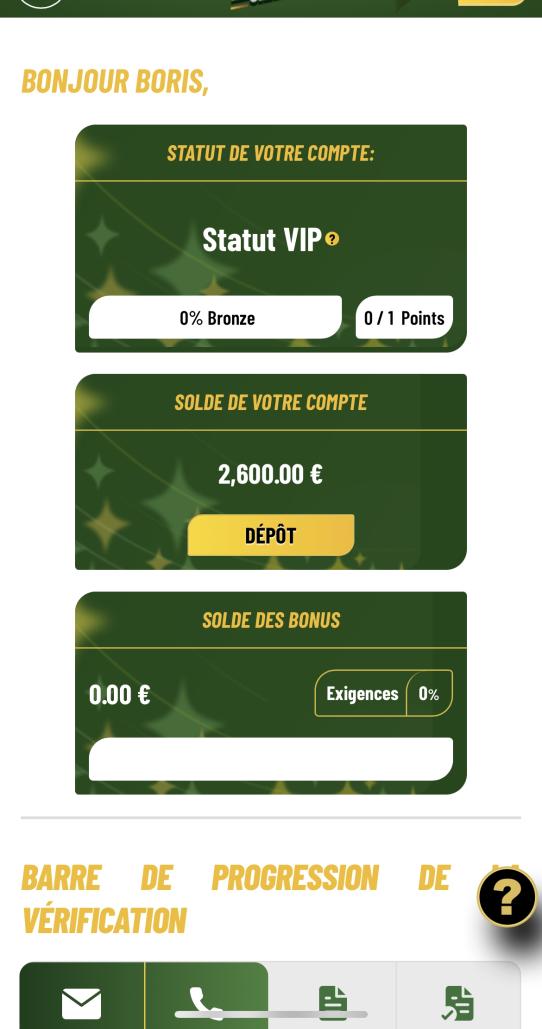 BONJOUR BORIS,
STATUT DE VOTRE COMPTE:
Statut VIP ?
0% Bronze
0 / 1 Points
SOLDE DE VOTRE COMPTE
2,600.00 €
DÉPÔT
SOLDE DES BONUS
0.00 €
Exigences 0%
BARRE DE PROGRESSION DE
VÉRIFICATION
?